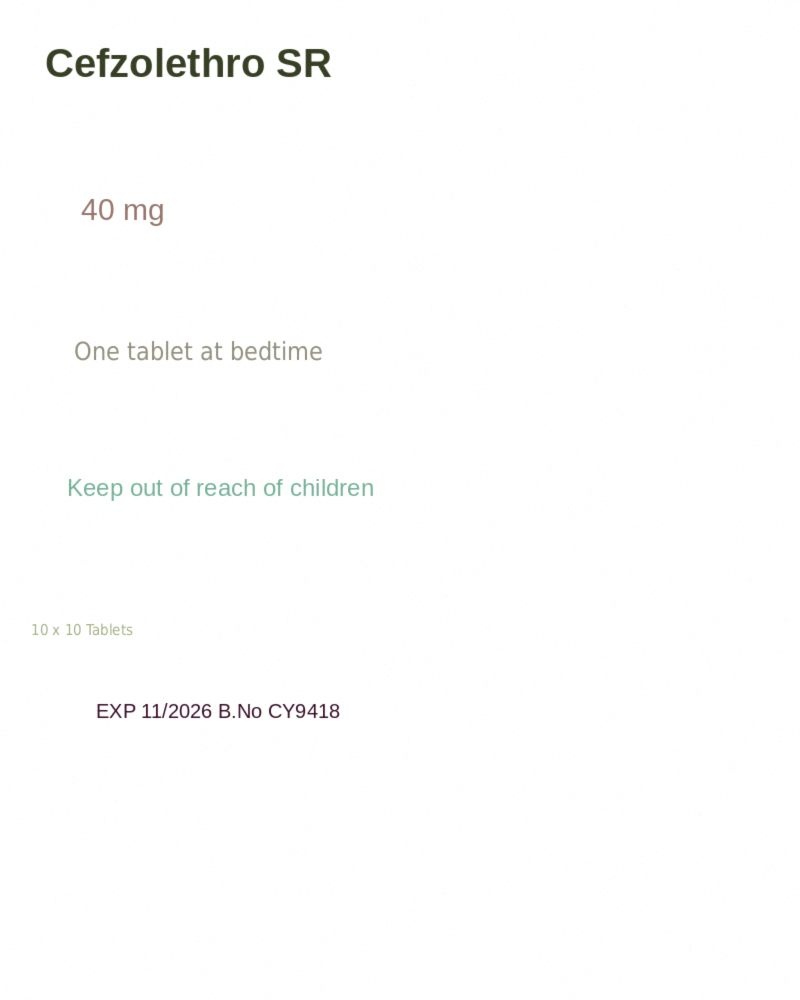 Cefzolethro SR
40 mg
One tablet at bedtime
Keep out of reach of children
10 x 10 Tablets
EXP 11/2026 B.No CY9418